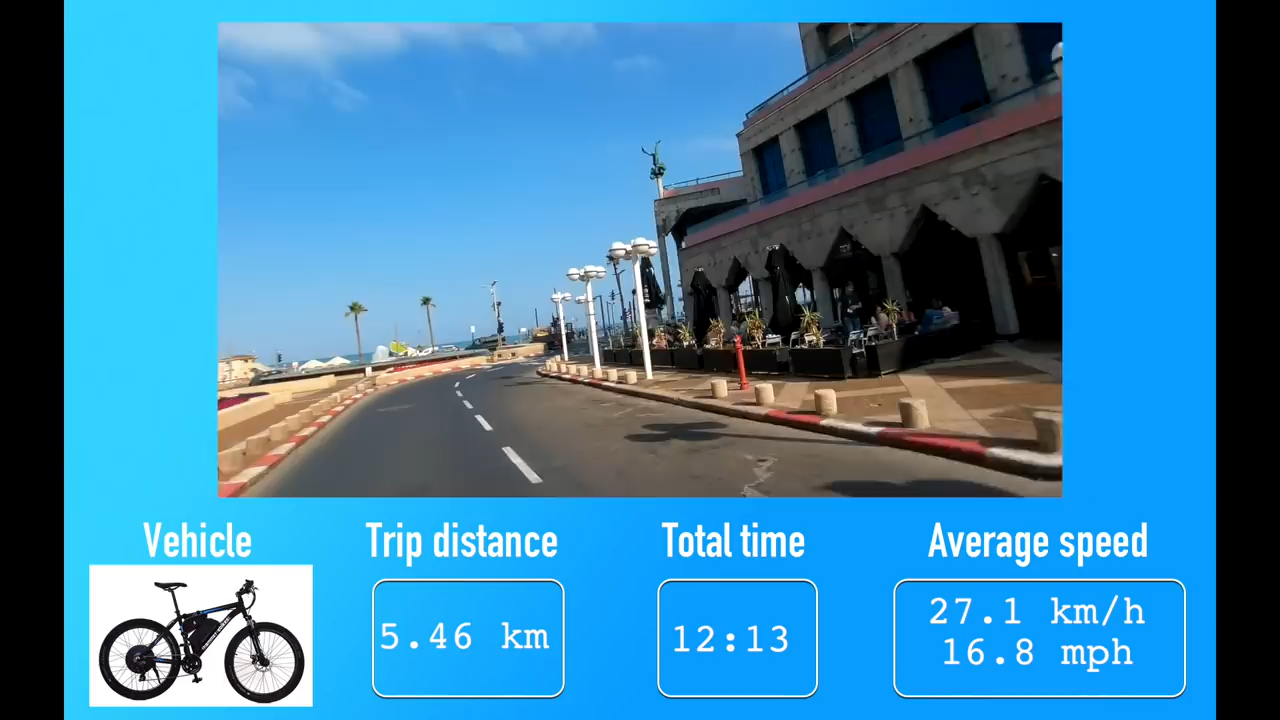 Vehicle
Trip distance
Total time
Average speed
5.46 km
12:13
27.1 km/h
16.8 mph